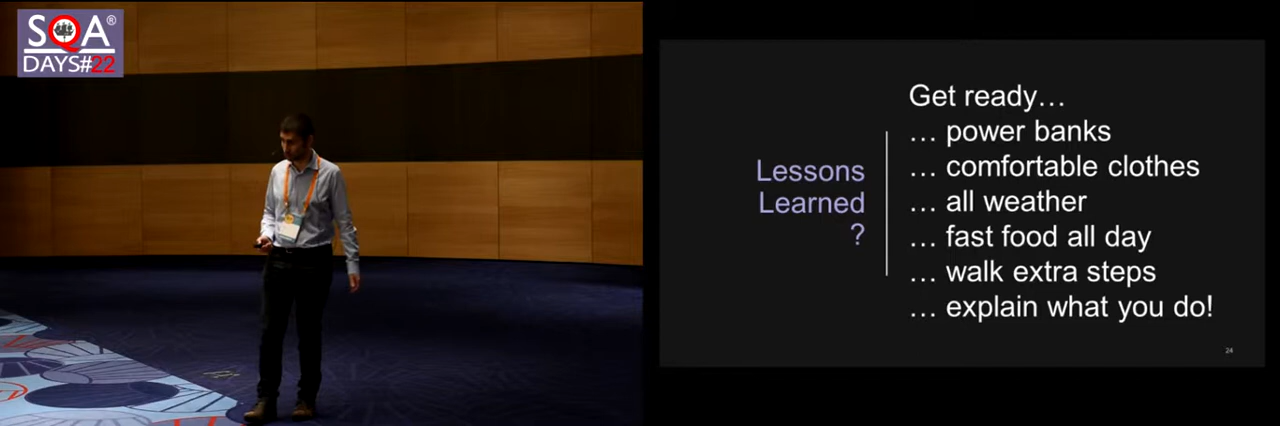 SQA®
DAYS#22
Lessons
Learned
?
Get ready…
… power banks
… comfortable clothes
… all weather
… fast food all day
… walk extra steps
… explain what you do!
24